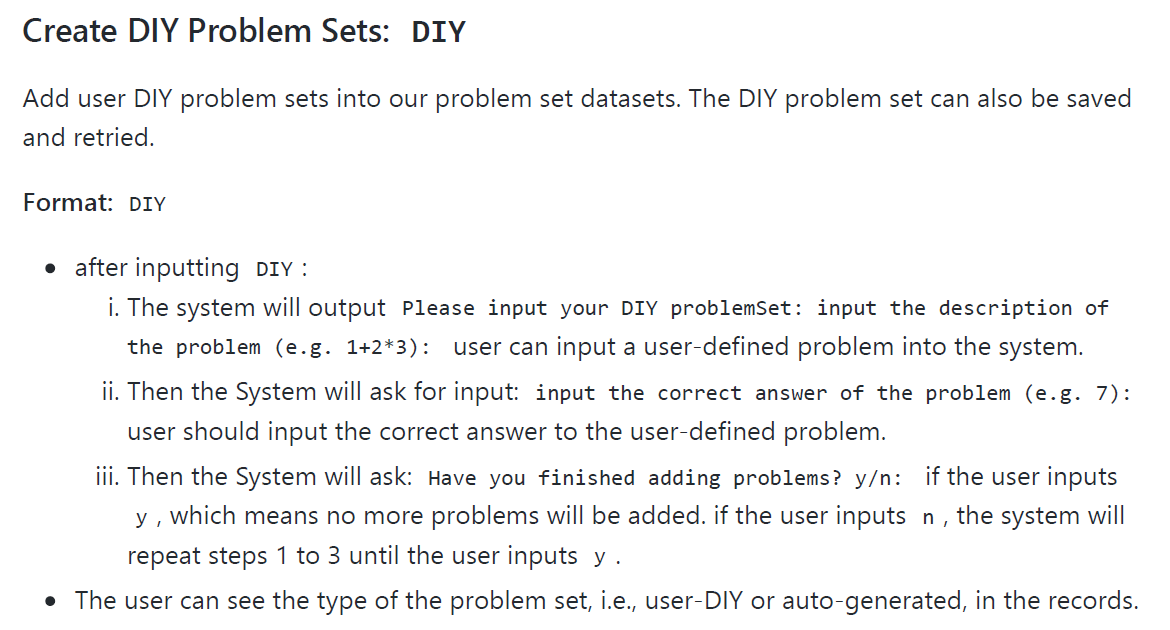 Create DIY Problem Sets: DIY
Add user DIY problem sets into our problem set datasets. The DIY problem set can also be saved
and retried.
Format: DIY
• after inputting DIY :
i. The system will output Please input your DIY problemSet: input the description of
the problem (e.g. 1+2*3): user can input a user-defined problem into the system.
ii. Then the System will ask for input: input the correct answer of the problem (e.g. 7):
user should input the correct answer to the user-defined problem.
iii. Then the System will ask: Have you finished adding problems? y/n: if the user inputs
y , which means no more problems will be added. if the user inputs n , the system will
repeat steps 1 to 3 until the user inputs y .
• The user can see the type of the problem set, i.e., user-DIY or auto-generated, in the records.